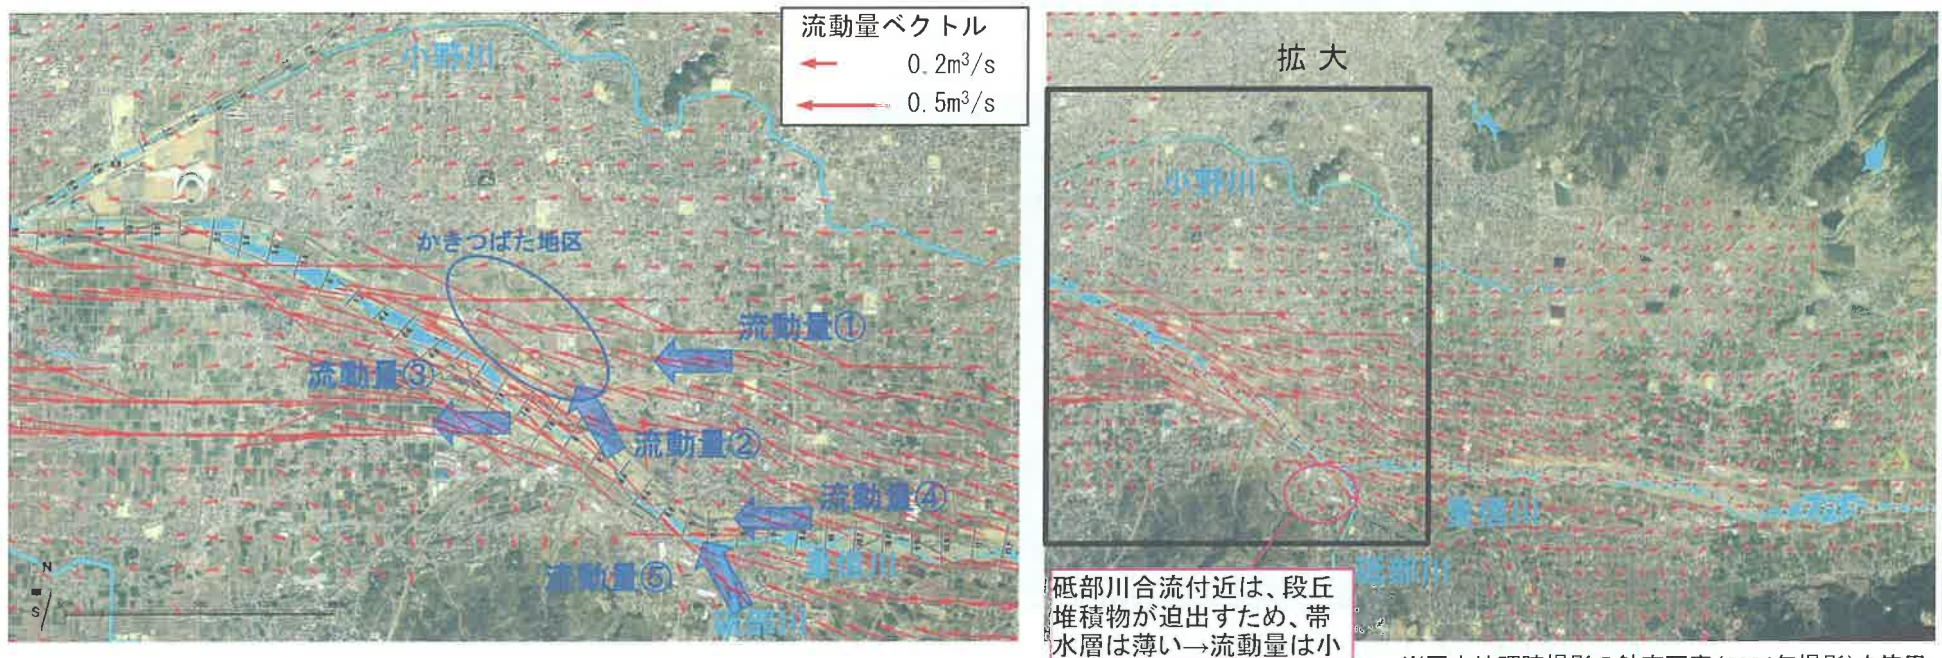 流動量ベクトル
0.2m³/s
0.5m³/s
小野川
かきつばた地区
流動量①
流動量③
流動量②
流動量④
流動量⑤
重信川
砥部川
N
S
拡大
小野川
重信川
砥部川
砥部川合流付近は、段丘
堆積物が迫出すため、帯
水層は薄い→流動量は小